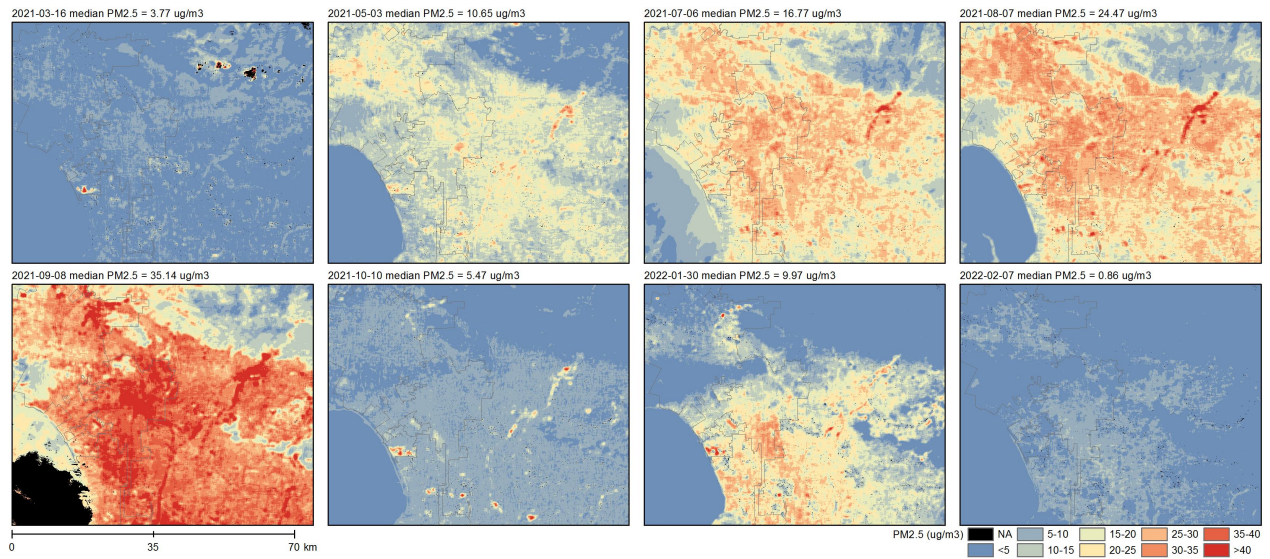 2021-03-16 median PM2.5 = 3.77 ug/m3
2021-05-03 median PM2.5 = 10.65 ug/m3
2021-07-06 median PM2.5 = 16.77 ug/m3
2021-08-07 median PM2.5 = 24.47 ug/m3
2021-09-08 median PM2.5 = 35.14 ug/m3
2021-10-10 median PM2.5 = 5.47 ug/m3
2022-01-30 median PM2.5 = 9.97 ug/m3
2022-02-07 median PM2.5 = 0.86 ug/m3
0 35 70 km
PM2.5 (ug/m3) NA 5-10 15-20 25-30 35-40
<5 10-15 20-25 30-35 >40